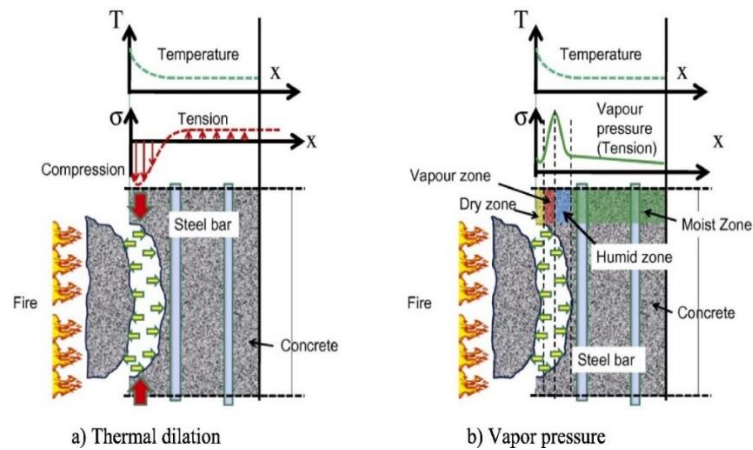 T
Temperature
x
σ
Tension
x
Compression
Steel bar
Fire
Concrete
a) Thermal dilation
T
Temperature
x
σ
Vapour
pressure
(Tension)
x
Vapour zone
Dry zone
Moist Zone
Humid zone
Fire
Concrete
Steel bar
b) Vapor pressure